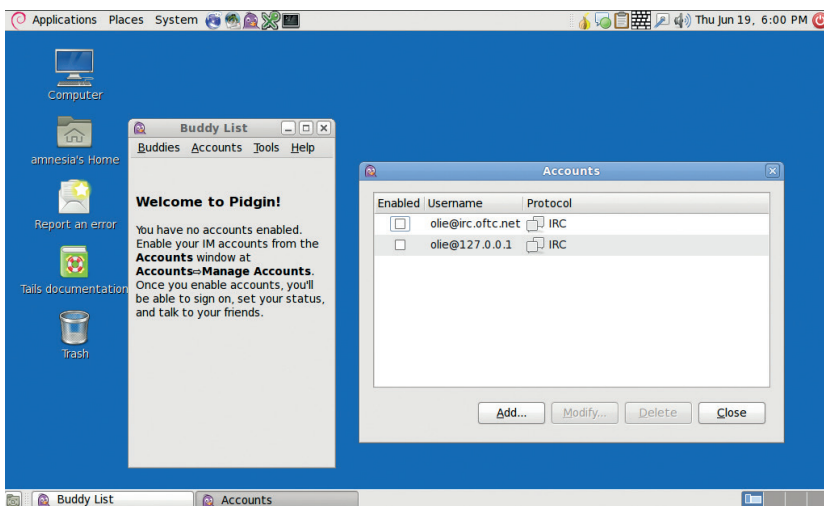 Applications Places System Thu Jun 19, 6:00 PM
Computer
amnesia's Home
Report an error
Tails documentation
Trash
Buddy List
Buddies Accounts Tools Help
Welcome to Pidgin!
You have no accounts enabled.
Enable your IM accounts from the
Accounts window at
Accounts⇨Manage Accounts.
Once you enable accounts, you'll
be able to sign on, set your status,
and talk to your friends.
Accounts
Enabled Username Protocol
olie@irc.oftc.net IRC
olie@127.0.0.1 IRC
Add... Modify... Delete Close
Buddy List Accounts